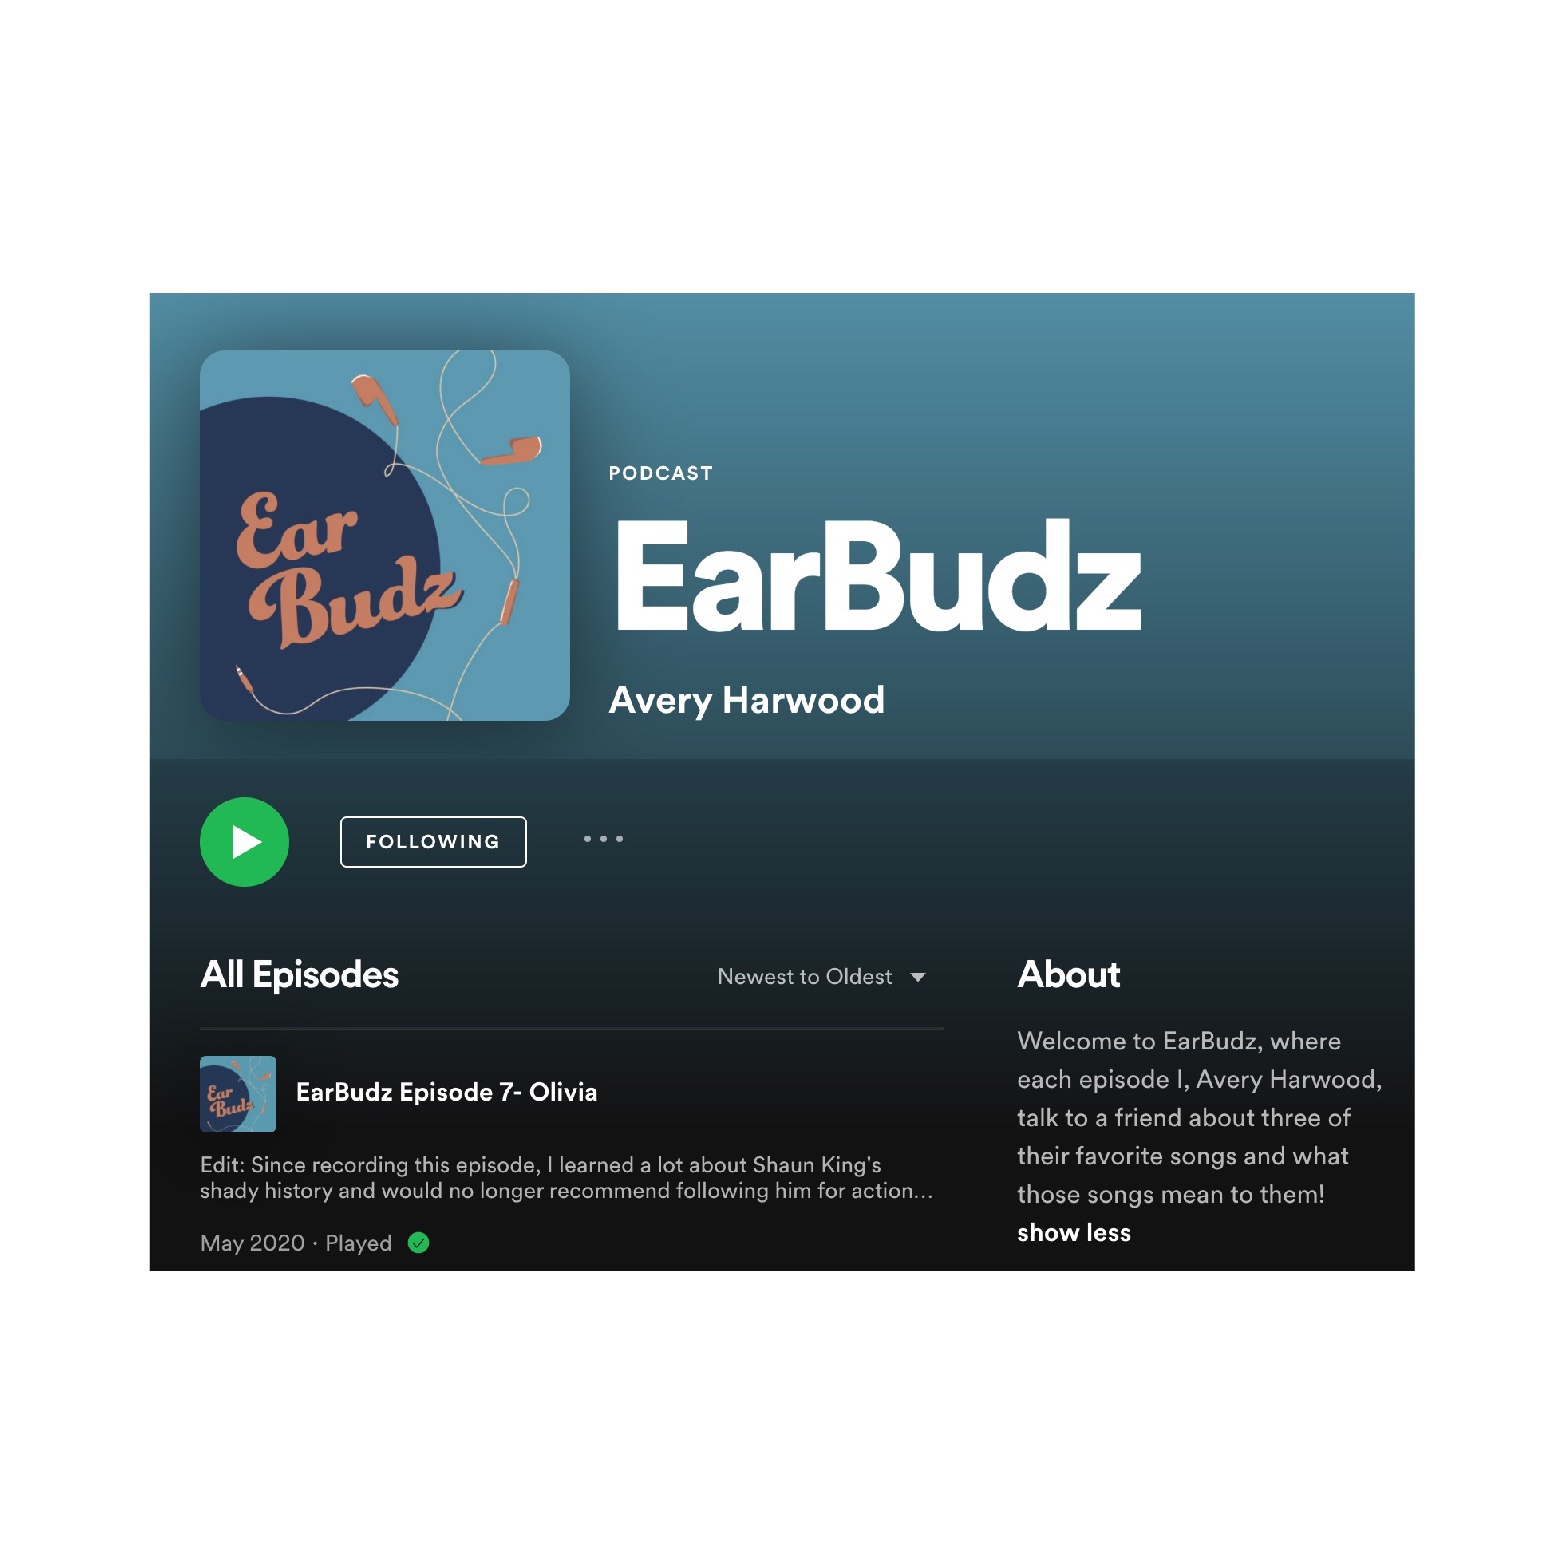 Ear
Budz
PODCAST
EarBudz
Avery Harwood
FOLLOWING
All Episodes
Newest to Oldest
Ear
Budz
EarBudz Episode 7- Olivia
Edit: Since recording this episode, I learned a lot about Shaun King's
shady history and would no longer recommend following him for action...
May 2020 · Played
About
Welcome to EarBudz, where
each episode I, Avery Harwood,
talk to a friend about three of
their favorite songs and what
those songs mean to them!
show less